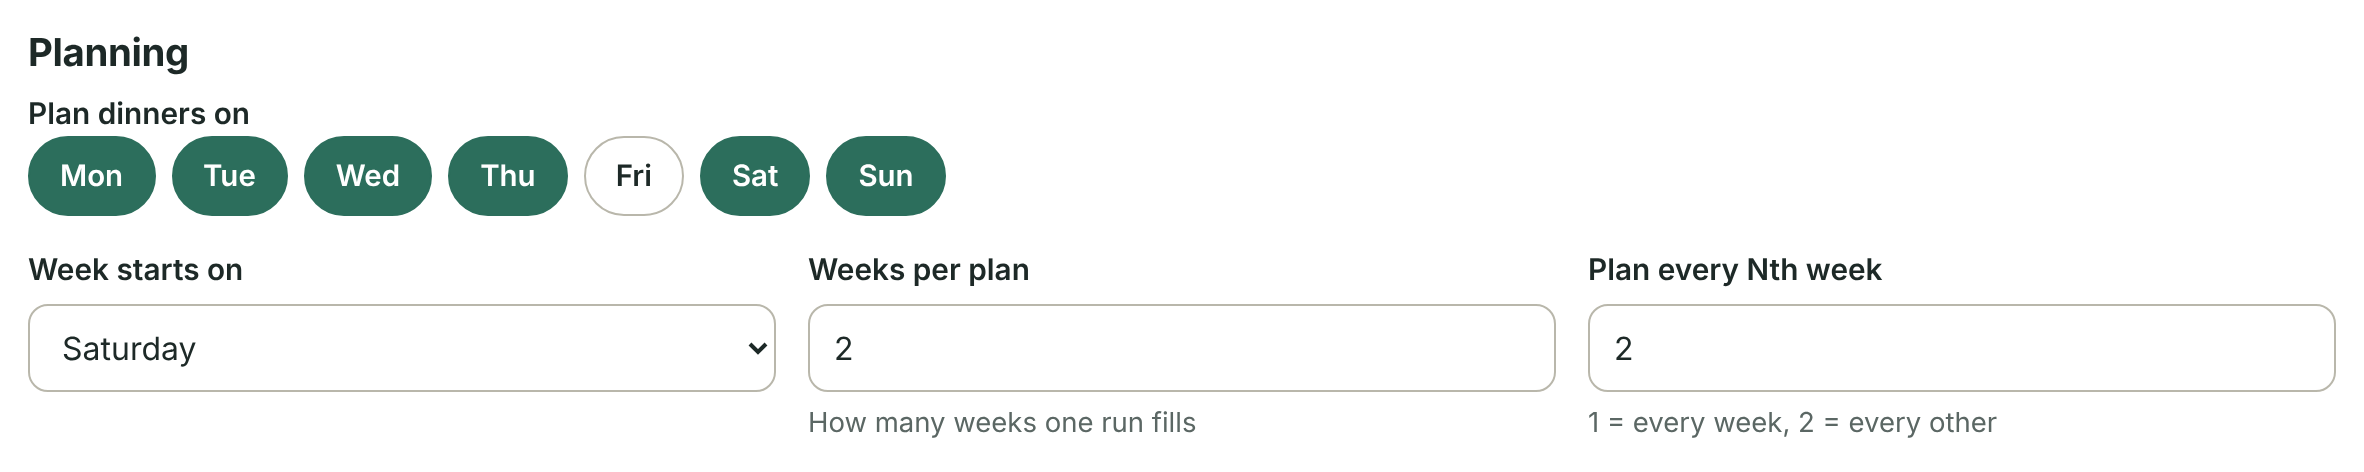 Planning
Plan dinners on
Mon Tue Wed Thu Fri Sat Sun
Week starts on Weeks per plan Plan every Nth week
Saturday 2 2
How many weeks one run fills 1 = every week, 2 = every other